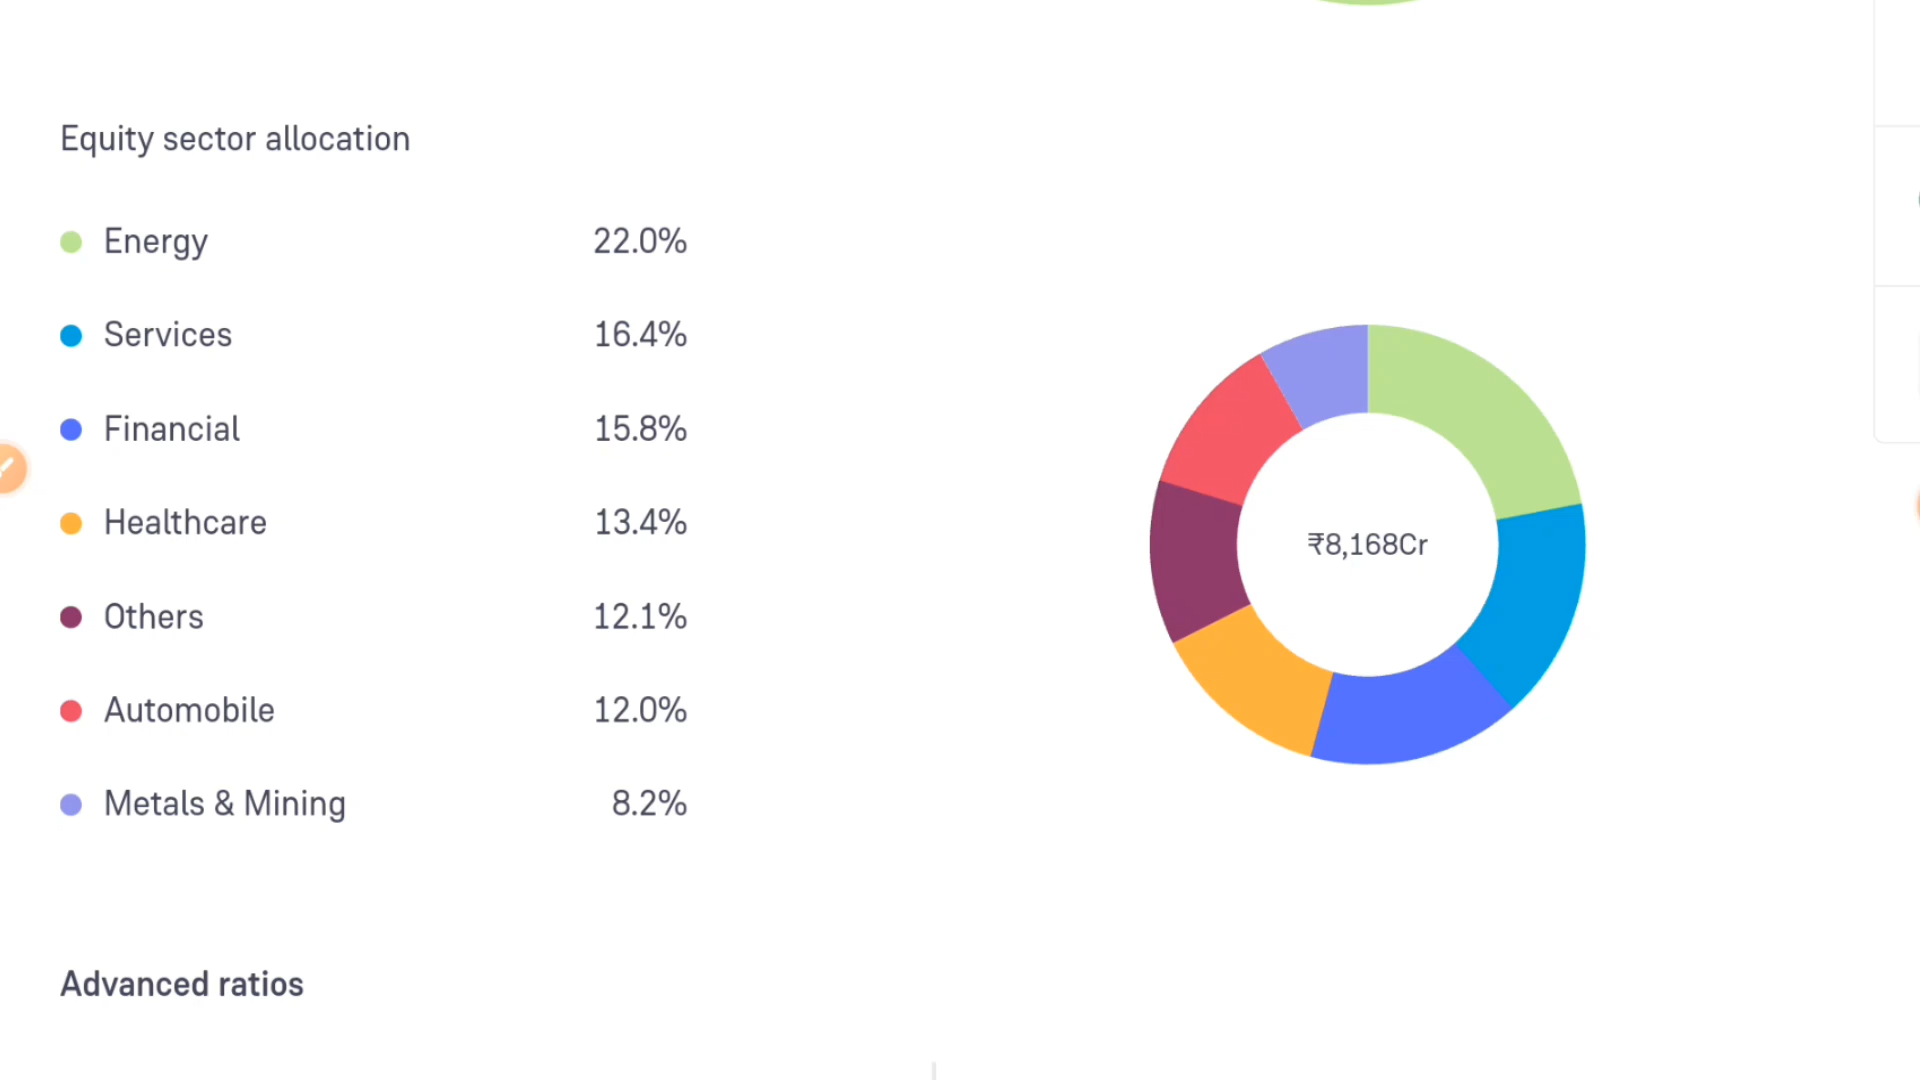 Equity sector allocation
Energy 22.0%
Services 16.4%
Financial 15.8%
Healthcare 13.4%
Others 12.1%
Automobile 12.0%
Metals & Mining 8.2%
₹8,168Cr
Advanced ratios